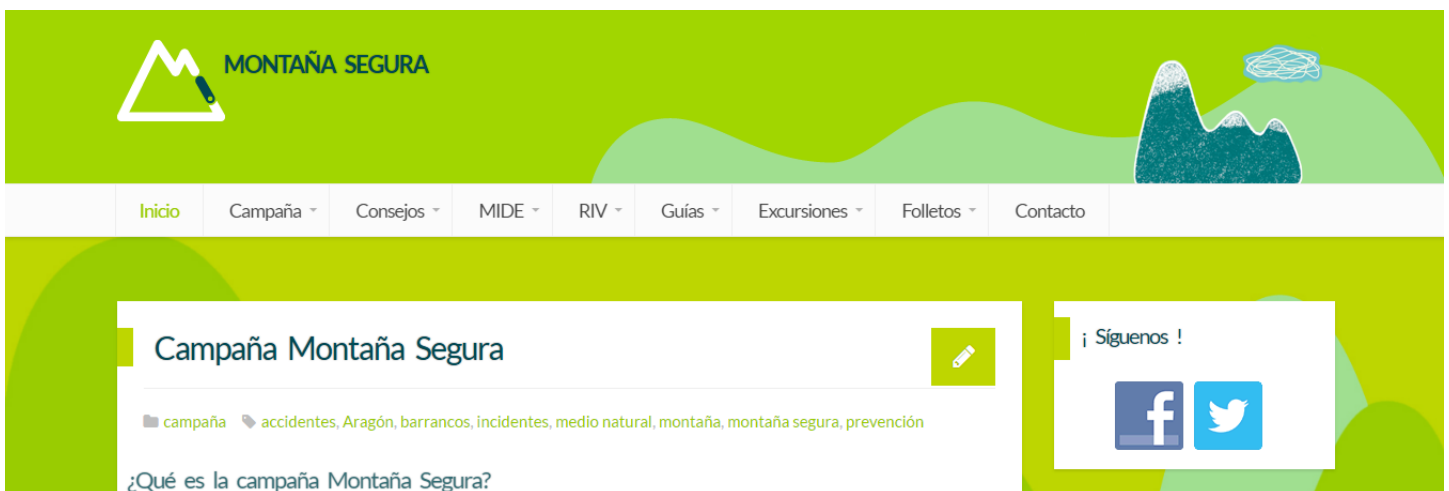 MONTAÑA SEGURA
Inicio Campaña Consejos MIDE RIV Guías Excursiones Folletos Contacto
Campaña Montaña Segura
campaña accidentes, Aragón, barrancos, incidentes, medio natural, montaña, montaña segura, prevención
¿Qué es la campaña Montaña Segura?
¡ Síguenos !